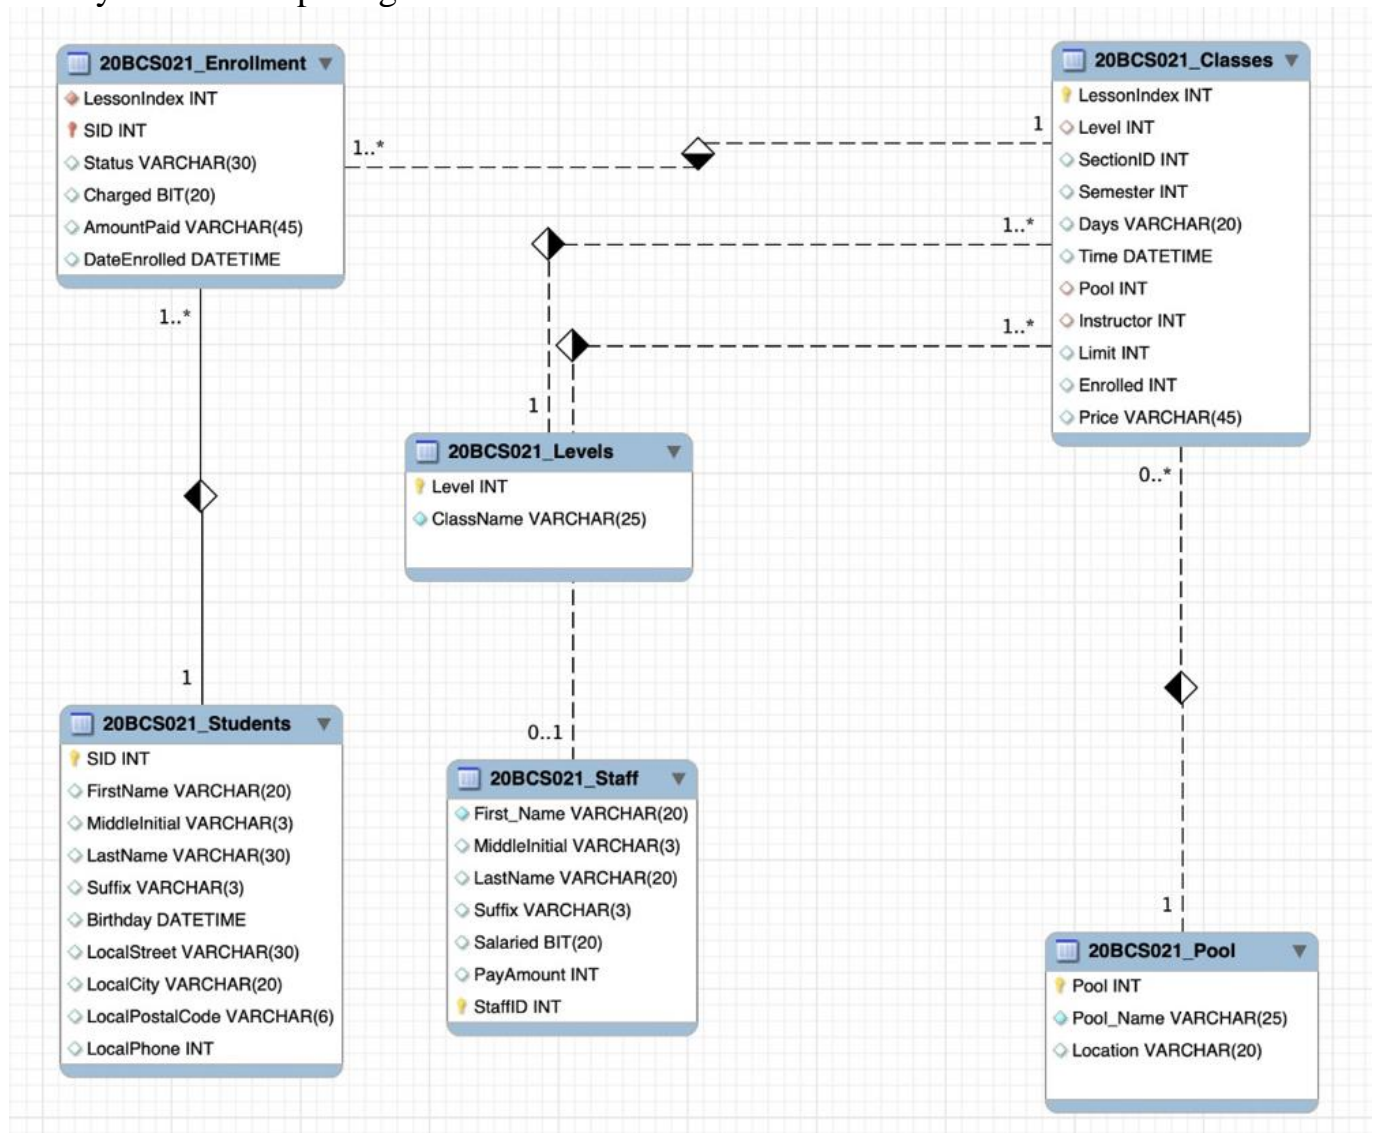 20BCS021_Enrollment
LessonIndex INT
SID INT
Status VARCHAR(30)
Charged BIT(20)
AmountPaid VARCHAR(45)
DateEnrolled DATETIME
1..*
1
1..*
1..*
1..*
1
20BCS021_Classes
LessonIndex INT
Level INT
SectionID INT
Semester INT
Days VARCHAR(20)
Time DATETIME
Pool INT
Instructor INT
Limit INT
Enrolled INT
Price VARCHAR(45)
0..*
20BCS021_Levels
Level INT
ClassName VARCHAR(25)
1
0..1
1
20BCS021_Students
SID INT
FirstName VARCHAR(20)
MiddleInitial VARCHAR(3)
LastName VARCHAR(30)
Suffix VARCHAR(3)
Birthday DATETIME
LocalStreet VARCHAR(30)
LocalCity VARCHAR(20)
LocalPostalCode VARCHAR(6)
LocalPhone INT
20BCS021_Staff
First_Name VARCHAR(20)
MiddleInitial VARCHAR(3)
LastName VARCHAR(20)
Suffix VARCHAR(3)
Salaried BIT(20)
PayAmount INT
StaffID INT
20BCS021_Pool
Pool INT
Pool_Name VARCHAR(25)
Location VARCHAR(20)